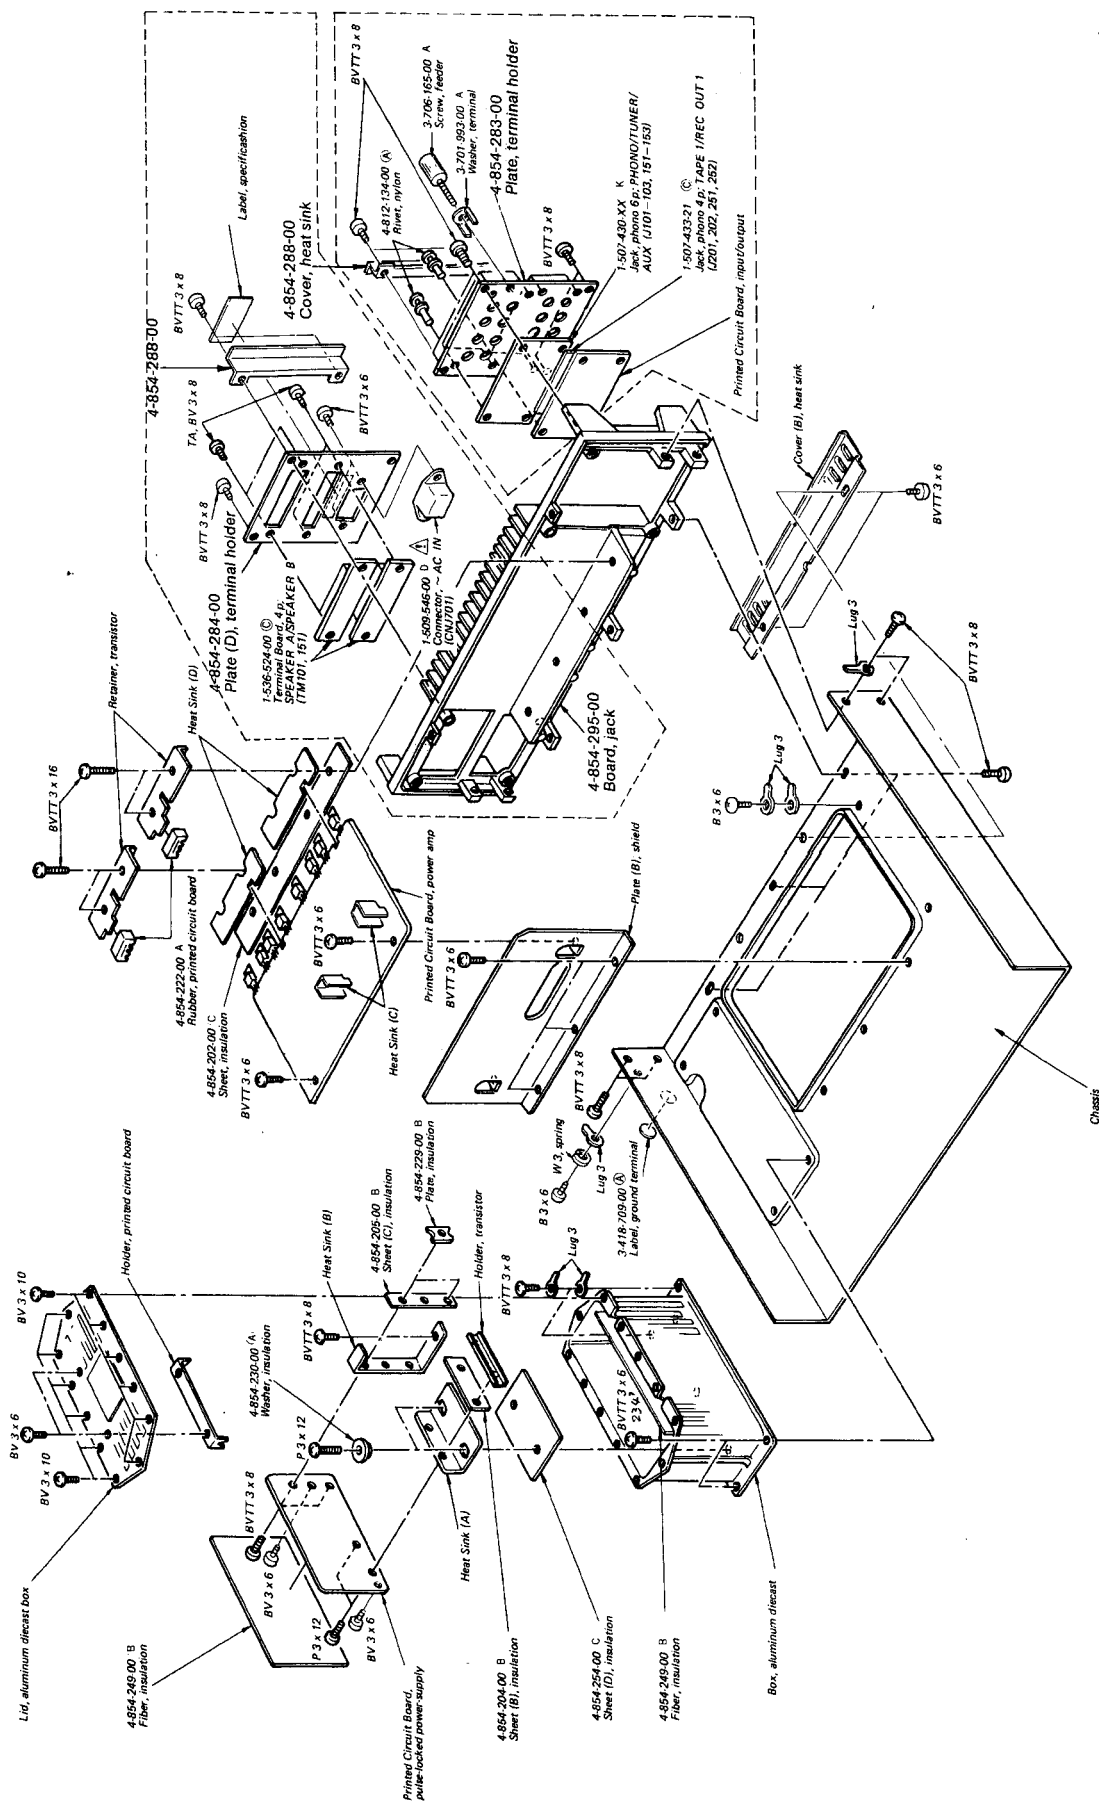 Lid, aluminum diecast box
4-854-249-00 B
Fiber, insulation
BV 3 x 6
BV 3 x 10
BV 3 x 10
Holder, printed circuit board
BVTT 3 x 8
BV 3 x 6
P 3 x 12
BV 3 x 6
Printed Circuit Board,
pulse-locked power-supply
P 3 x 12
4-854-230-00 (A)
Washer, insulation
BVTT 3 x 8
Heat Sink (B)
4-854-205-00 B
Sheet (C), insulation
4-854-229-00 B
Plate, insulation
Heat Sink (A)
Holder, transistor
4-854-204-00 B
Sheet (B), insulation
4-854-254-00 C
Sheet (D), insulation
4-854-249-00 B
Fiber, insulation
Box, aluminum diecast
BVTT 3 x 8
Lug 3
BVTT 3 x 6
BVTT 3 x 16
Retainer, transistor
4-854-222-00 A
Rubber, printed circuit board
4-854-202-00 C
Sheet, insulation
Heat Sink (D)
BVTT 3 x 6
BVTT 3 x 6
Heat Sink (C)
Printed Circuit Board, power amp
BVTT 3 x 6
Plate (B), shield
BVTT 3 x 8
B 3 x 6
W 3, spring
Lug 3
3-418-709-00 (A)
Label, ground terminal
Chassis
4-854-288-00
BVTT 3 x 8
Label, specificashion
TA, BV 3 x 8
BVTT 3 x 8
BVTT 3 x 6
4-854-284-00
Plate (D), terminal holder
1-536-524-00 (C)
Terminal Board, 4 p;
SPEAKER A/SPEAKER B
(TM101, 151)
1-509-546-00 D
Connector, ~ AC IN
(CNJ701)
4-854-295-00
Board, jack
4-854-288-00
Cover, heat sink
BVTT 3 x 8
4-812-134-00 (A)
Rivet, nylon
3-706-165-00 A
Screw, feeder
3-701-993-00 A
Washer, terminal
4-854-283-00
Plate, terminal holder
BVTT 3 x 8
1-507-430-XX K
Jack, phono 6 p; PHONO/TUNER/
AUX (J101-103, 151-153)
1-507-433-21 (C)
Jack, phono 4 p; TAPE 1/REC OUT 1
(J201, 202, 251, 252)
Printed Circuit Board, input/output
Cover (B), heat sink
BVTT 3 x 6
Lug 3
BVTT 3 x 8
B 3 x 6
Lug 3